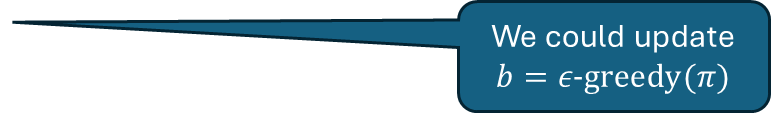 We could update
b = ϵ-greedy(π)